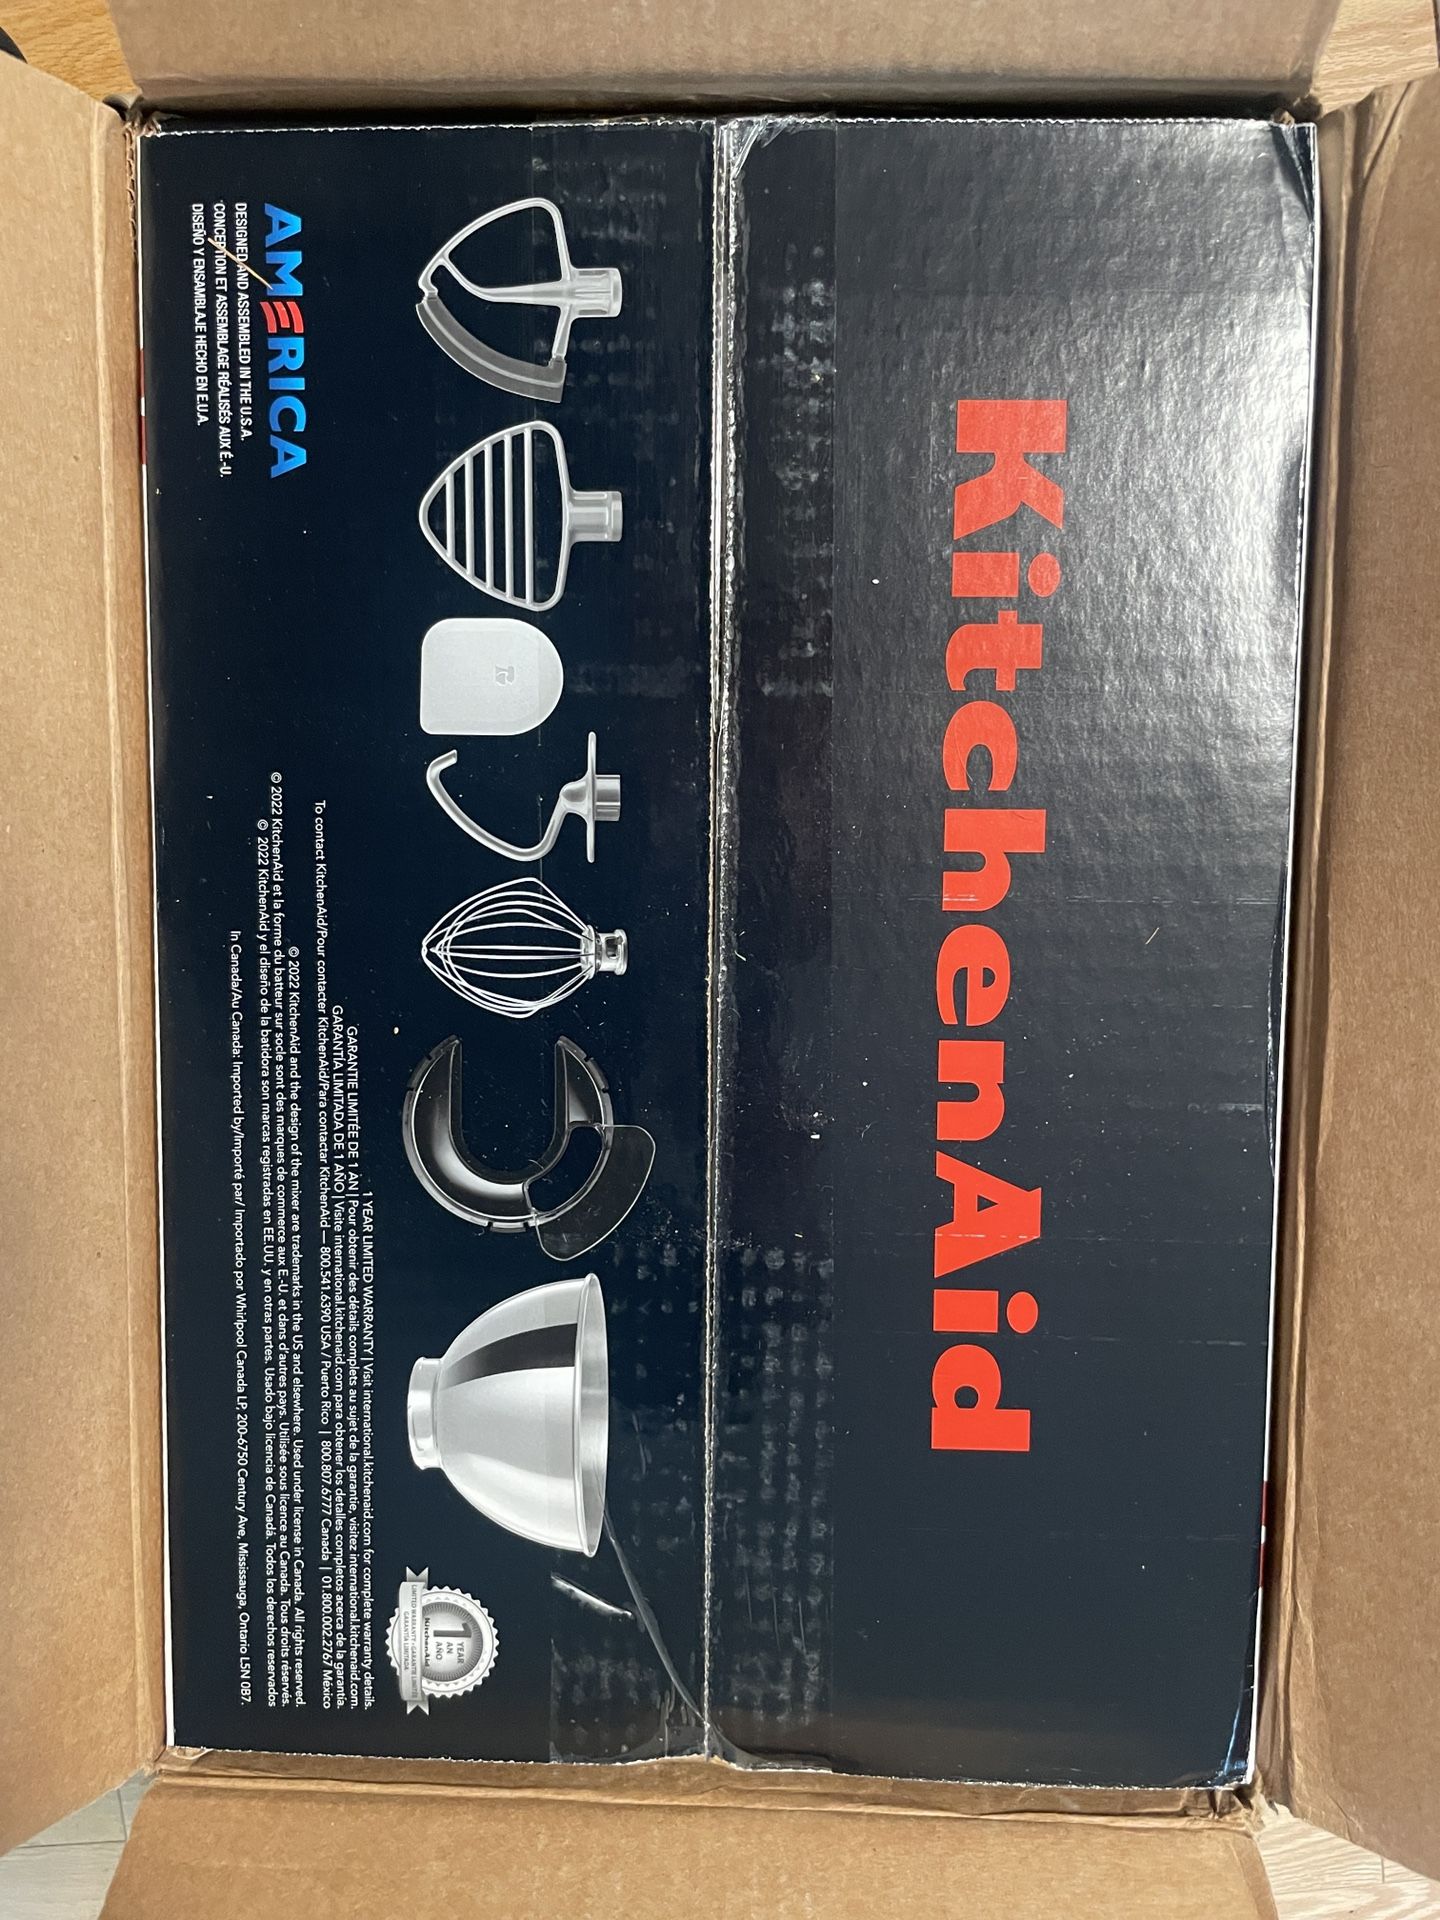 KitchenAid
AMERICA
DESIGNED AND ASSEMBLED IN THE U.S.A.
CONCEPTION ET ASSEMBLAGE RÉALISÉS AUX É.-U.
DISEÑO Y ENSAMBLAJE HECHO EN E.U.A.
1 YEAR LIMITED WARRANTY | Visit international.kitchenaid.com for complete warranty details.
GARANTIE LIMITÉE DE 1 AN | Pour obtenir des détails complets au sujet de la garantie, visitez international.kitchenaid.com.
GARANTÍA LIMITADA DE 1 AÑO | Visite international.kitchenaid.com para obtener los detalles completos acerca de la garantía.
To contact KitchenAid/Pour contacter KitchenAid/Para contactar KitchenAid — 800.541.6390 USA / Puerto Rico | 800.807.6777 Canada | 01.800.002.2767 México
© 2022 KitchenAid and the design of the mixer are trademarks in the US and elsewhere. Used under license in Canada. All rights reserved.
© 2022 KitchenAid et la forme du batteur sur socle sont des marques de commerce aux E.-U. et dans d'autres pays. Utilisée sous licence au Canada. Tous droits réservés.
© 2022 KitchenAid y el diseño de la batidora son marcas registradas en EE.UU. y en otras partes. Usado bajo licencia de Canadá. Todos los derechos reservados
In Canada/Au Canada: Imported by/Importé par/ Importado por Whirlpool Canada LP, 200-6750 Century Ave, Mississauga, Ontario L5N 0B7.
1 YEAR
AN
AÑO
KitchenAid
LIMITED WARRANTY • GARANTIE LIMITÉE
GARANTÍA LIMITADA